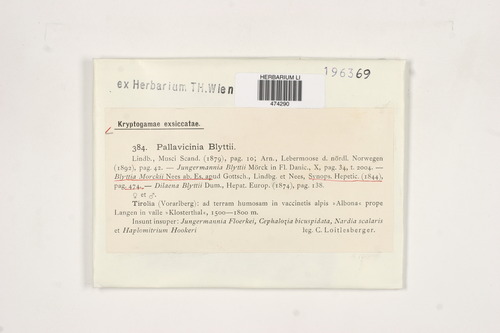 196369
ex Herbarium TH.Wien
HERBARIUM LI
474290
Kryptogamae exsiccatae.
384. Pallavicinia Blyttii.
Lindb., Musci Scand. (1879), pag. 10; Arn., Lebermoose d. nördl. Norwegen
(1892), pag. 42. — Jungermannia Blyttii Mörck in Fl. Danic., X, pag. 34, t. 2004. —
Blyttia Morckii Nees ab. Es. apud Gottsch., Lindbg. et Nees, Synops. Hepatic. (1844),
pag. 474. — Dilaena Blyttii Dum., Hepat. Europ. (1874), pag. 138.
♀ et ♂.
Tirolia (Vorarlberg): ad terram humosam in vaccinetis alpis «Albona» prope
Langen in valle «Klosterthal», 1500—1800 m.
Insunt insuper: Jungermannia Floerkei, Cephalozia bicuspidata, Nardia scalaris
et Haplomitrium Hookeri leg. C. Loitlesberger.